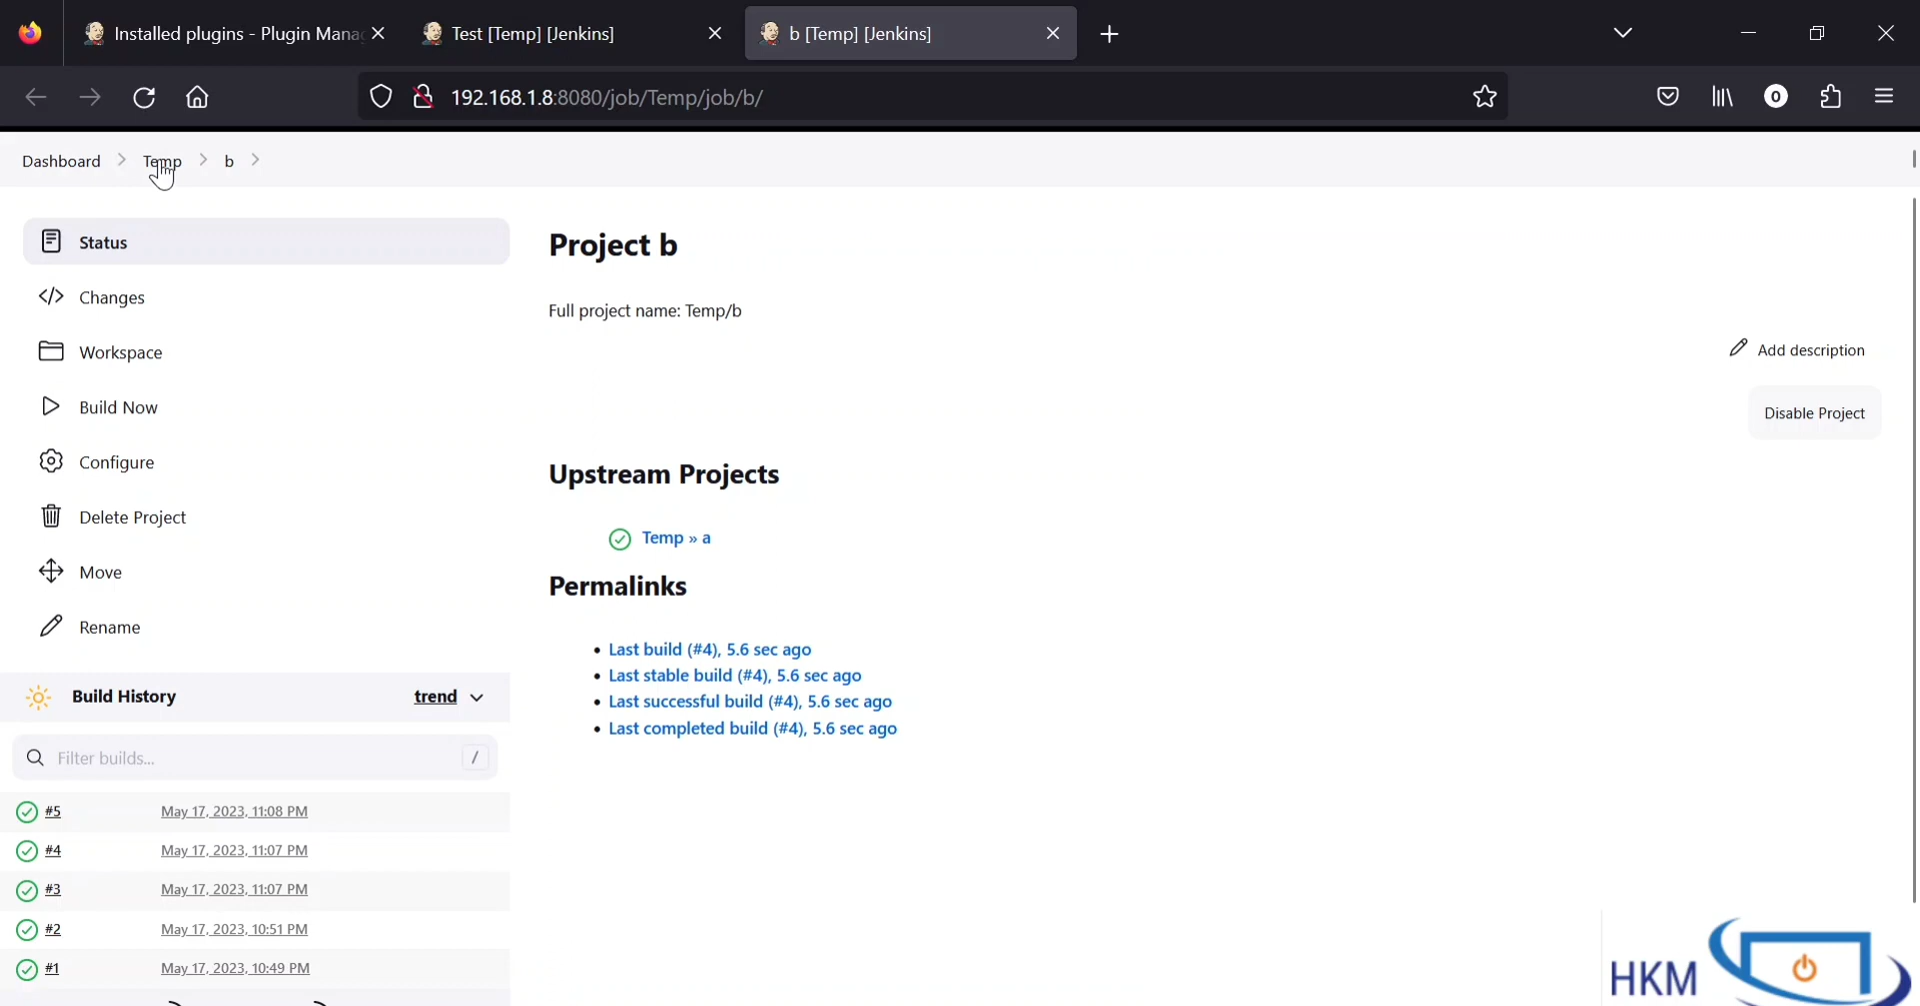 Installed plugins - Plugin Mana
Test [Temp] [Jenkins]
b [Temp] [Jenkins]
192.168.1.8:8080/job/Temp/job/b/
Dashboard
Temp
b
Status
Changes
Workspace
Build Now
Configure
Delete Project
Move
Rename
Build History
trend
Filter builds...
/
#5 May 17, 2023, 11:08 PM
#4 May 17, 2023, 11:07 PM
#3 May 17, 2023, 11:07 PM
#2 May 17, 2023, 10:51 PM
#1 May 17, 2023, 10:49 PM
Project b
Full project name: Temp/b
Add description
Disable Project
Upstream Projects
Temp » a
Permalinks
• Last build (#4), 5.6 sec ago
• Last stable build (#4), 5.6 sec ago
• Last successful build (#4), 5.6 sec ago
• Last completed build (#4), 5.6 sec ago
HKM